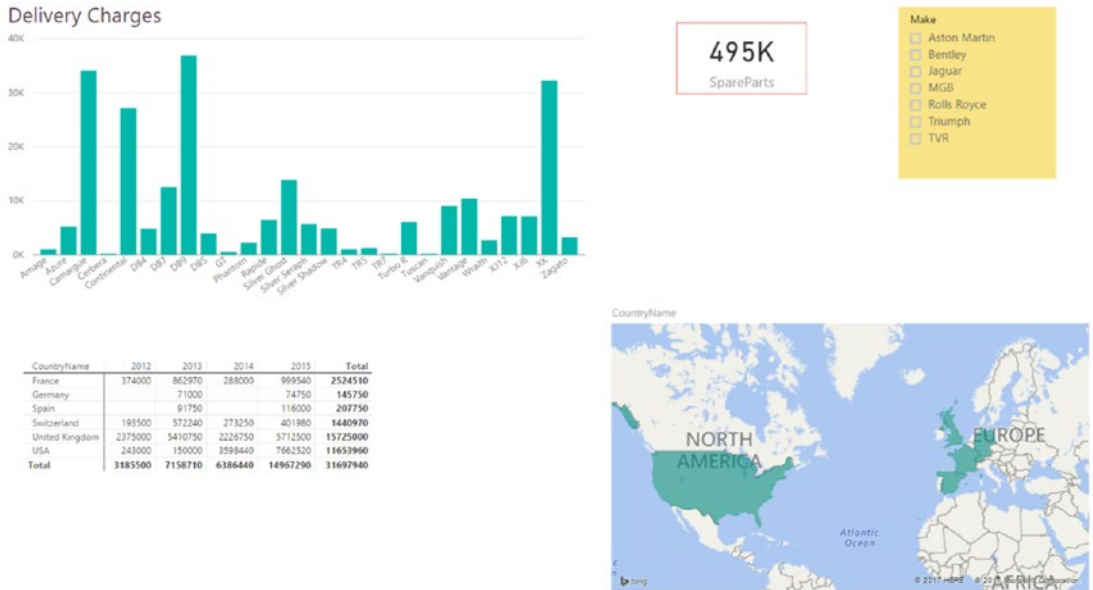 Delivery Charges
40K
30K
20K
10K
0K
Arnage Azure Camargue Cerbera Continental DB4 DB7 DB9 DB5 GT Phantom Rapide Silver Ghost Silver Seraph Silver Shadow TR4 TR5 TR7 Turbo R Tuscan Vanquish Vantage Wraith XJ12 XJ6 XK Zagato
495K
SpareParts
Make
Aston Martin
Bentley
Jaguar
MGB
Rolls Royce
Triumph
TVR
CountryName 2012 2013 2014 2015 Total
France 374000 862970 288000 999540 2524510
Germany 71000 74750 145750
Spain 91750 116000 207750
Switzerland 193500 572240 273250 401980 1440970
United Kingdom 2375000 5410750 2226750 5712500 15725000
USA 243000 150000 3598440 7662520 11653960
Total 3185500 7158710 6386440 14967290 31697940
CountryName
NORTH
AMERICA
EUROPE
Atlantic
Ocean
AFRICA
bing
© 2017 HERE © 2017 Microsoft Corporation